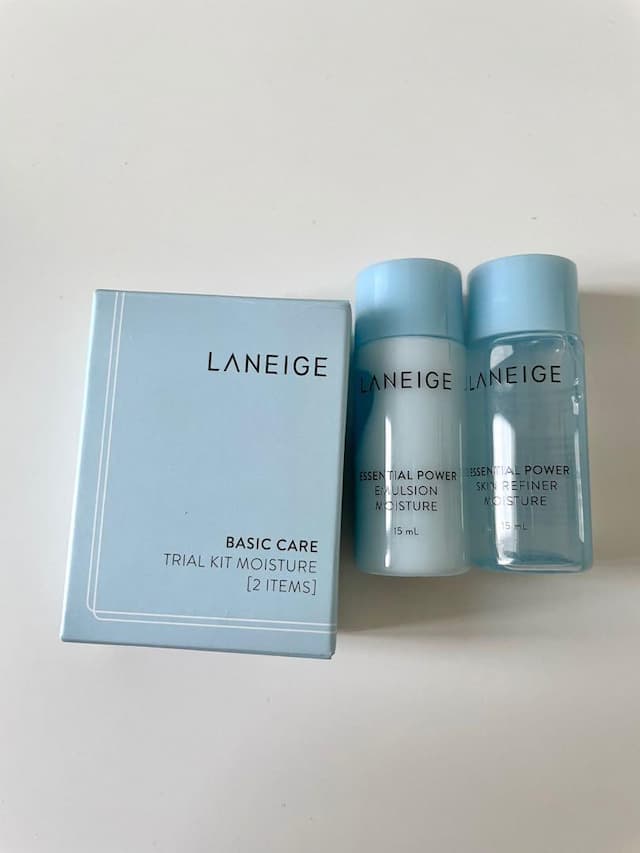 LANEIGE
BASIC CARE
TRIAL KIT MOISTURE
[2 ITEMS]
LANEIGE
ESSENTIAL POWER
EMULSION
MOISTURE
15 mL
LANEIGE
ESSENTIAL POWER
SKIN REFINER
MOISTURE
15 mL